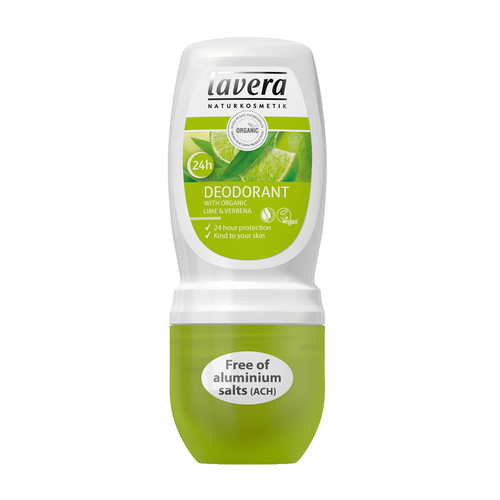 lavera
NATURKOSMETIK
ORGANIC
24h
DEODORANT
WITH ORGANIC
LIME & VERBENA
✓ 24 hour protection
✓ Kind to your skin
vegan
Free of
aluminium
salts (ACH)